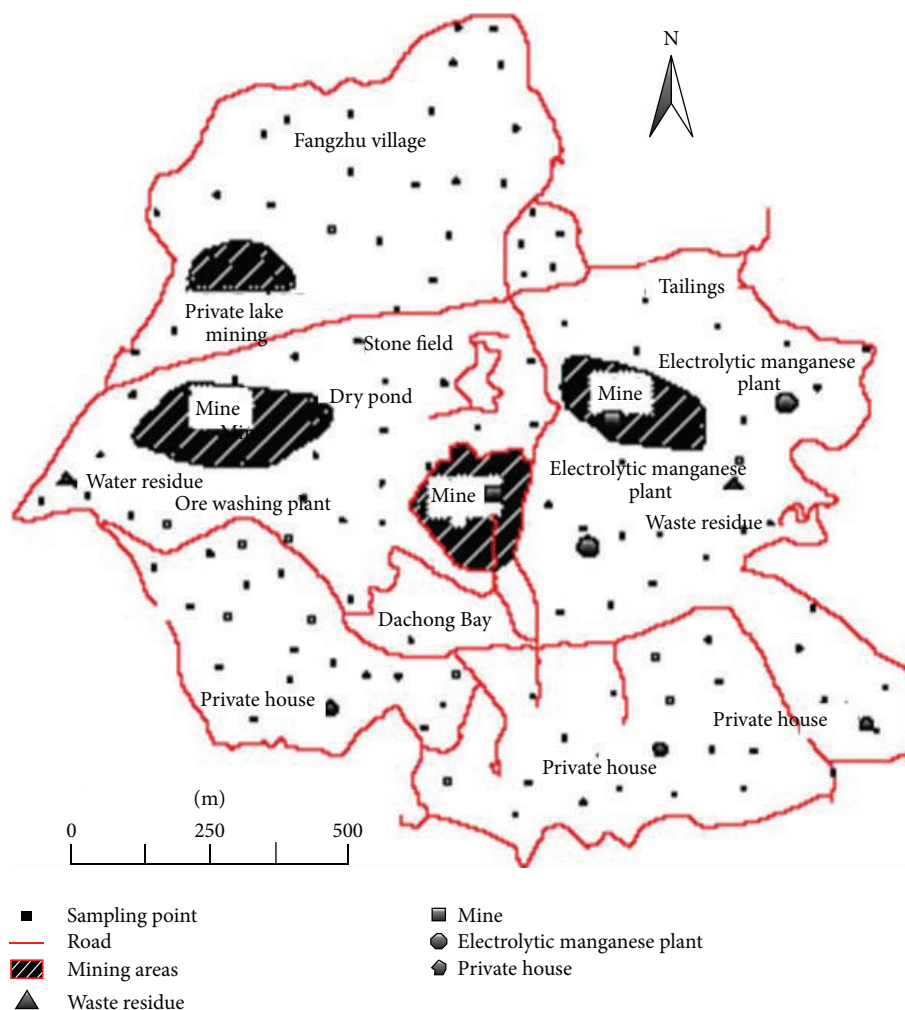 N
Fangzhu village
Tailings
Private lake
mining
Stone field
Electrolytic manganese
plant
Mine
Dry pond
Mine
Electrolytic manganese
plant
Water residue
Mine
Ore washing plant
Waste residue
Dachong Bay
Private house
Private house
Private house
(m)
0 250 500
Sampling point
Road
Mining areas
Waste residue
Mine
Electrolytic manganese plant
Private house